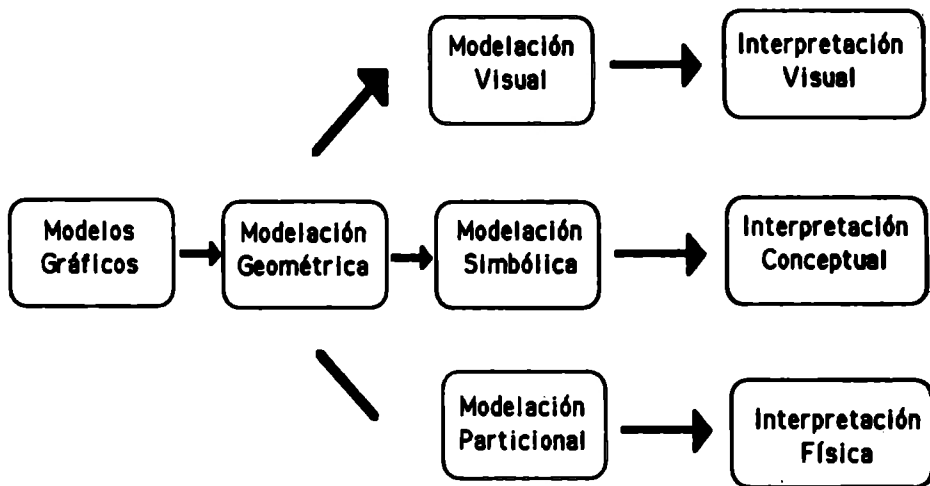 Modelación
Visual
Interpretación
Visual
Modelos
Gráficos
Modelación
Geométrica
Modelación
Simbólica
Interpretación
Conceptual
Modelación
Particional
Interpretación
Física